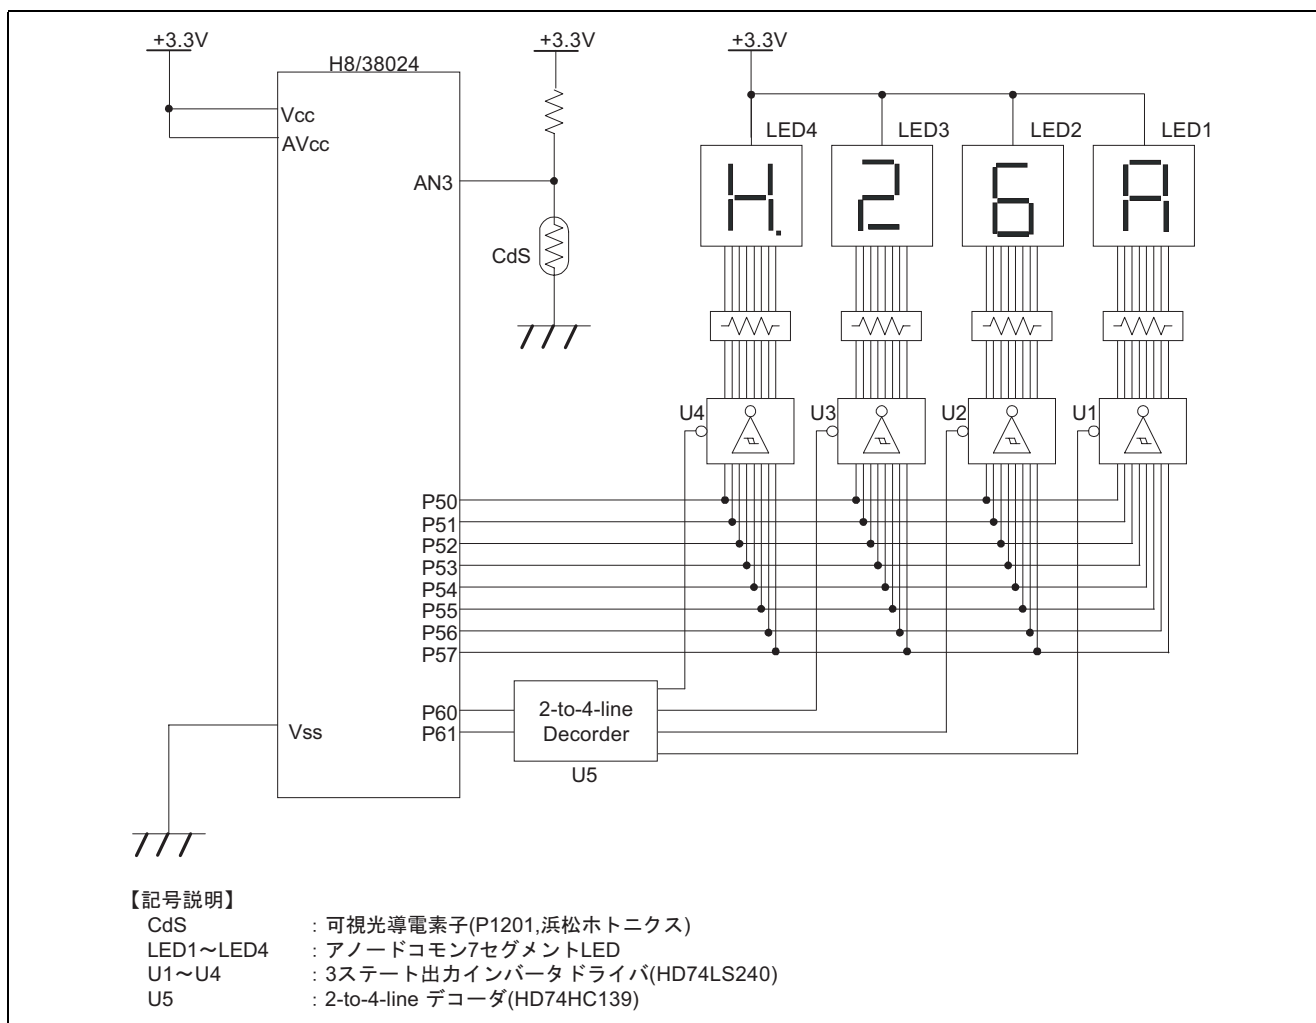 +3.3V
+3.3V
+3.3V
H8/38024
Vcc
AVcc
AN3
CdS
LED4
LED3
LED2
LED1
H.
2
6
A
U4
U3
U2
U1
P50
P51
P52
P53
P54
P55
P56
P57
P60
P61
Vss
2-to-4-line
Decorder
U5
【記号説明】
CdS : 可視光導電素子(P1201,浜松ホトニクス)
LED1～LED4 : アノードコモン7セグメントLED
U1～U4 : 3ステート出力インバータドライバ(HD74LS240)
U5 : 2-to-4-line デコーダ(HD74HC139)